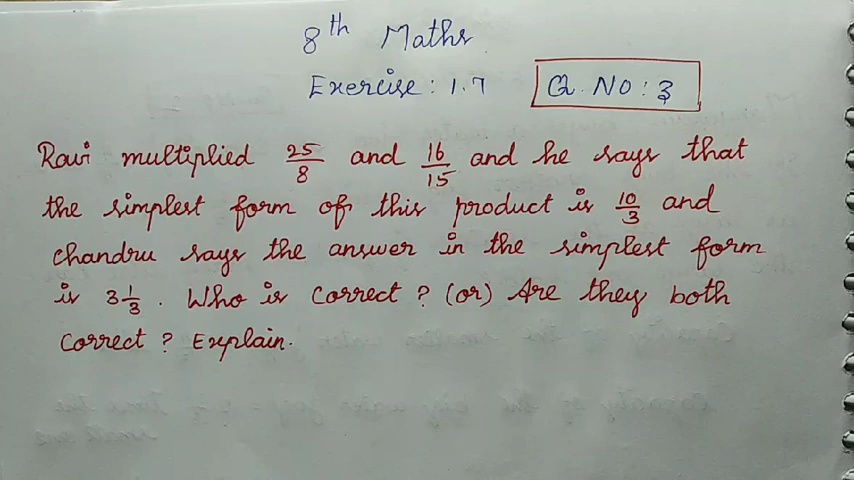 8th Maths
Exercise: 1.7 Q. NO: 3
Ravi multiplied 25/8 and 16/15 and he says that
the simplest form of this product is 10/3 and
chandru says the answer in the simplest form
is 3 1/3. Who is correct? (or) Are they both
correct? Explain.